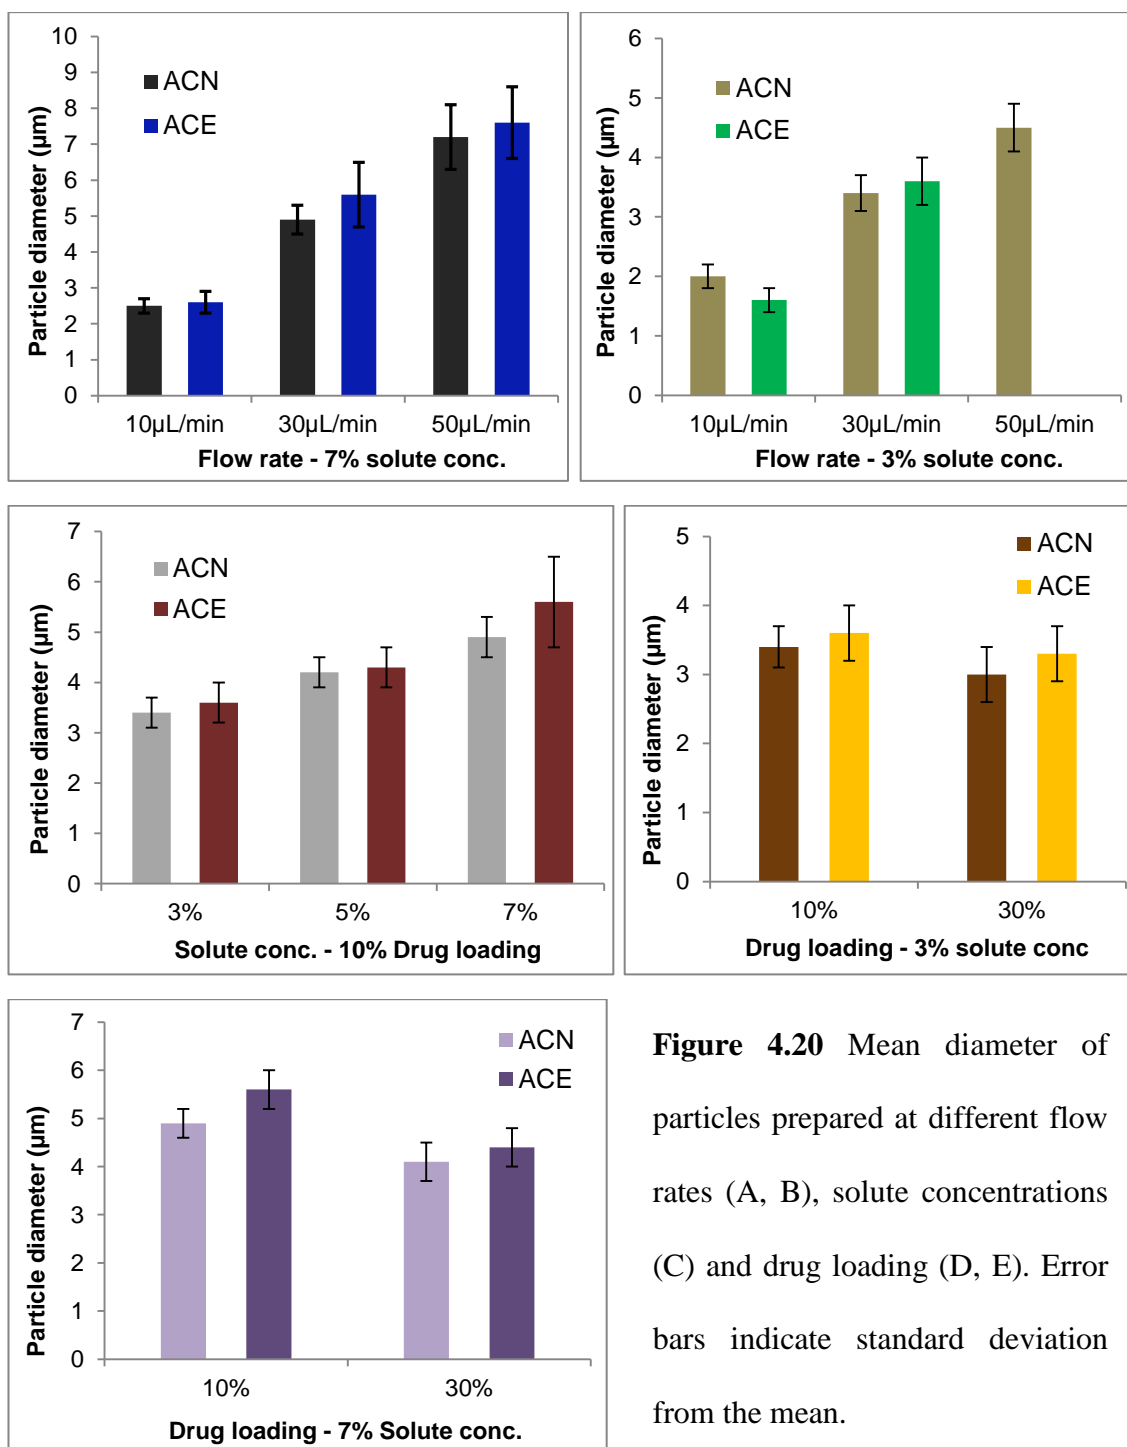 10
9
8
7
6
5
4
3
2
1
0
Particle diameter (µm)
ACN
ACE
10µL/min 30µL/min 50µL/min
Flow rate - 7% solute conc.
6
5
4
3
2
1
0
Particle diameter (µm)
ACN
ACE
10µL/min 30µL/min 50µL/min
Flow rate - 3% solute conc.
7
6
5
4
3
2
1
0
Particle diameter (µm)
ACN
ACE
3% 5% 7%
Solute conc. - 10% Drug loading
5
4
3
2
1
0
Particle diameter (µm)
ACN
ACE
10% 30%
Drug loading - 3% solute conc
7
6
5
4
3
2
1
0
Particle diameter (µm)
ACN
ACE
10% 30%
Drug loading - 7% Solute conc.
Figure 4.20 Mean diameter of
particles prepared at different flow
rates (A, B), solute concentrations
(C) and drug loading (D, E). Error
bars indicate standard deviation
from the mean.